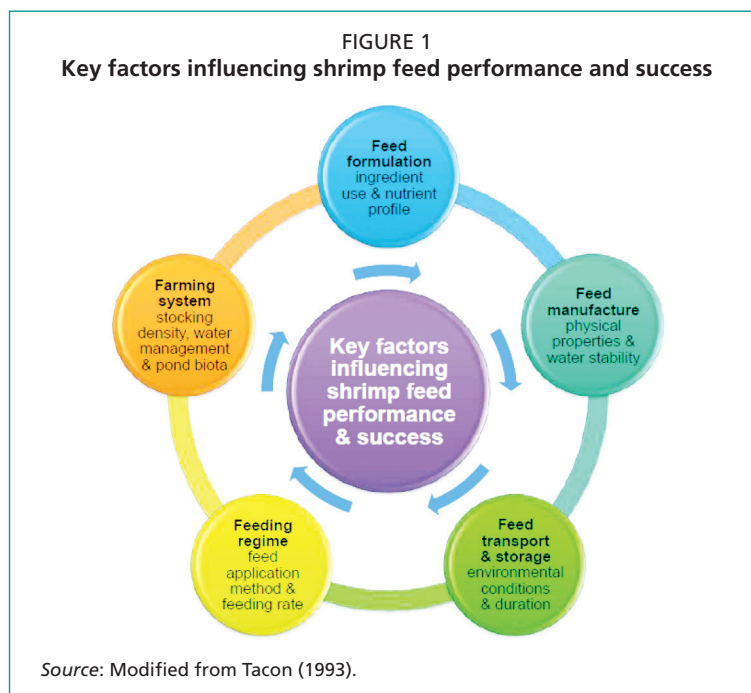 FIGURE 1
Key factors influencing shrimp feed performance and success
Feed
formulation
ingredient
use & nutrient
profile
Feed
manufacture
physical
properties &
water stability
Feed
transport
& storage
environmental
conditions
& duration
Feeding
regime
feed
application
method &
feeding rate
Farming
system
stocking
density, water
management
& pond biota
Key factors
influencing
shrimp feed
performance
& success
Source: Modified from Tacon (1993).